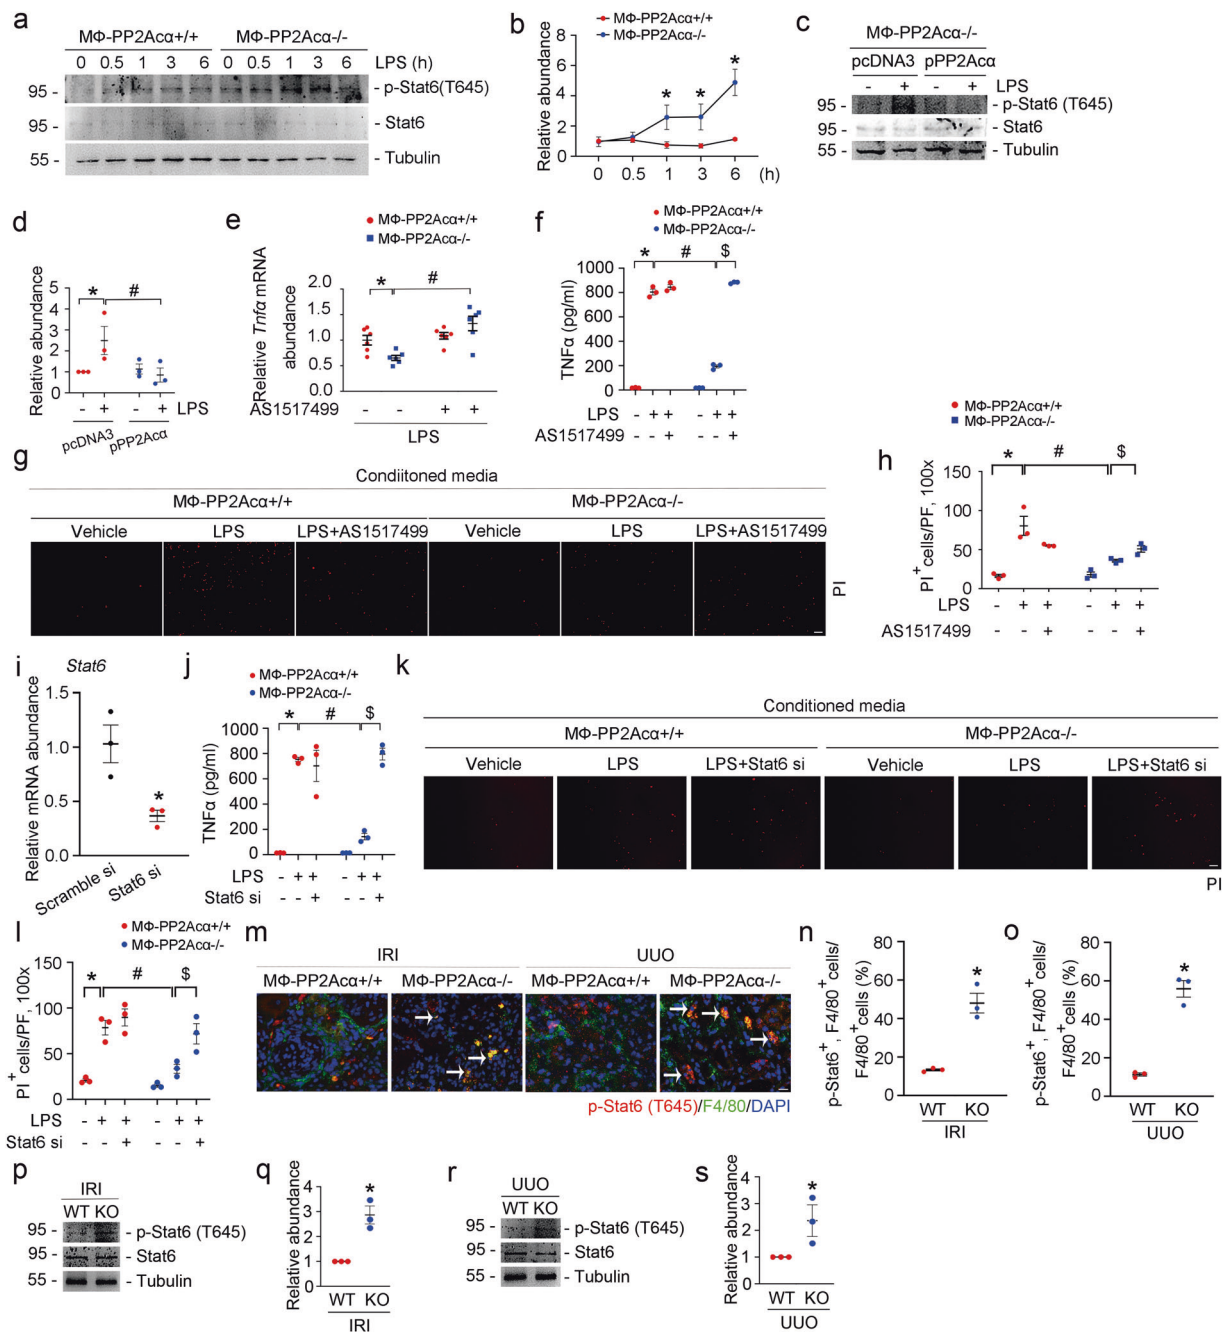 a
MΦ-PP2Acα+/+ MΦ-PP2Acα-/-
0 0.5 1 3 6 0 0.5 1 3 6 LPS (h)
95 - - p-Stat6(T645)
95 - - Stat6
55 - - Tubulin
b
MΦ-PP2Acα+/+
MΦ-PP2Acα-/-
Relative abundance
8
6
4
2
0
* * *
0 0.5 1 3 6 (h)
c
MΦ-PP2Acα-/-
pcDNA3 pPP2Acα
- + - + LPS
95 - - p-Stat6 (T645)
95 - - Stat6
55 - - Tubulin
d
Relative abundance
5
4
3
2
1
0
* #
- + - + LPS
pcDNA3 pPP2Acα
e
MΦ-PP2Acα+/+
MΦ-PP2Acα-/-
Relative Tnfα mRNA
abundance
2.0
1.5
1.0
0.5
0.0
* #
AS1517499 - - + +
LPS
f
MΦ-PP2Acα+/+
MΦ-PP2Acα-/-
TNFα (pg/ml)
1000
800
600
400
200
0
* # $
LPS - + + - + +
AS1517499 - - + - - +
g
Condiitoned media
MΦ-PP2Acα+/+ MΦ-PP2Acα-/-
Vehicle LPS LPS+AS1517499 Vehicle LPS LPS+AS1517499
PI
h
MΦ-PP2Acα+/+
MΦ-PP2Acα-/-
PI+ cells/PF, 100x
150
100
50
0
* # $
LPS - + + - + +
AS1517499 - - + - - +
i
Stat6
Relative mRNA abundance
1.5
1.0
0.5
0.0
*
Scramble si Stat6 si
j
MΦ-PP2Acα+/+
MΦ-PP2Acα-/-
TNFα (pg/ml)
1000
800
600
400
200
0
* # $
LPS - + + - + +
Stat6 si - - + - - +
k
Conditioned media
MΦ-PP2Acα+/+ MΦ-PP2Acα-/-
Vehicle LPS LPS+Stat6 si Vehicle LPS LPS+Stat6 si
PI
l
MΦ-PP2Acα+/+
MΦ-PP2Acα-/-
PI+ cells/PF, 100x
150
100
50
0
* # $
LPS - + + - + +
Stat6 si - - + - - +
m
IRI UUO
MΦ-PP2Acα+/+ MΦ-PP2Acα-/- MΦ-PP2Acα+/+ MΦ-PP2Acα-/-
p-Stat6 (T645)/F4/80/DAPI
n
p-Stat6+, F4/80+ cells/
F4/80+cells (%)
80
60
40
20
0
*
WT KO
IRI
o
p-Stat6+, F4/80+ cells/
F4/80+cells (%)
80
60
40
20
0
*
WT KO
UUO
p
IRI
WT KO
95 - - p-Stat6 (T645)
95 - - Stat6
55 - - Tubulin
q
Relative abundance
4
3
2
1
0
*
WT KO
IRI
r
UUO
WT KO
95 - - p-Stat6 (T645)
95 - - Stat6
55 - - Tubulin
s
Relative abundance
4
3
2
1
0
*
WT KO
UUO